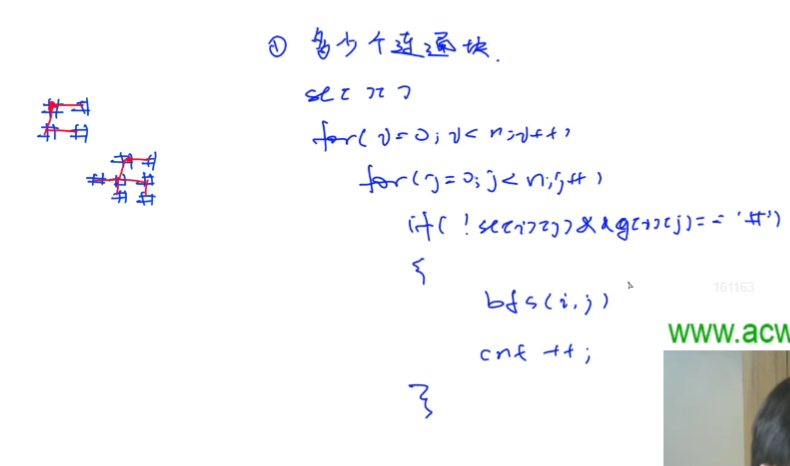 ① 多少个连通块.
st[][]
for(i=0;i<n;i++)
for(j=0;j<n;j++)
if(!st[i][j]&&g[i][j]=='#')
{
bfs(i,j)
cnt ++;
}
# #
# #
# #
# # #
# #
161163
www.acw